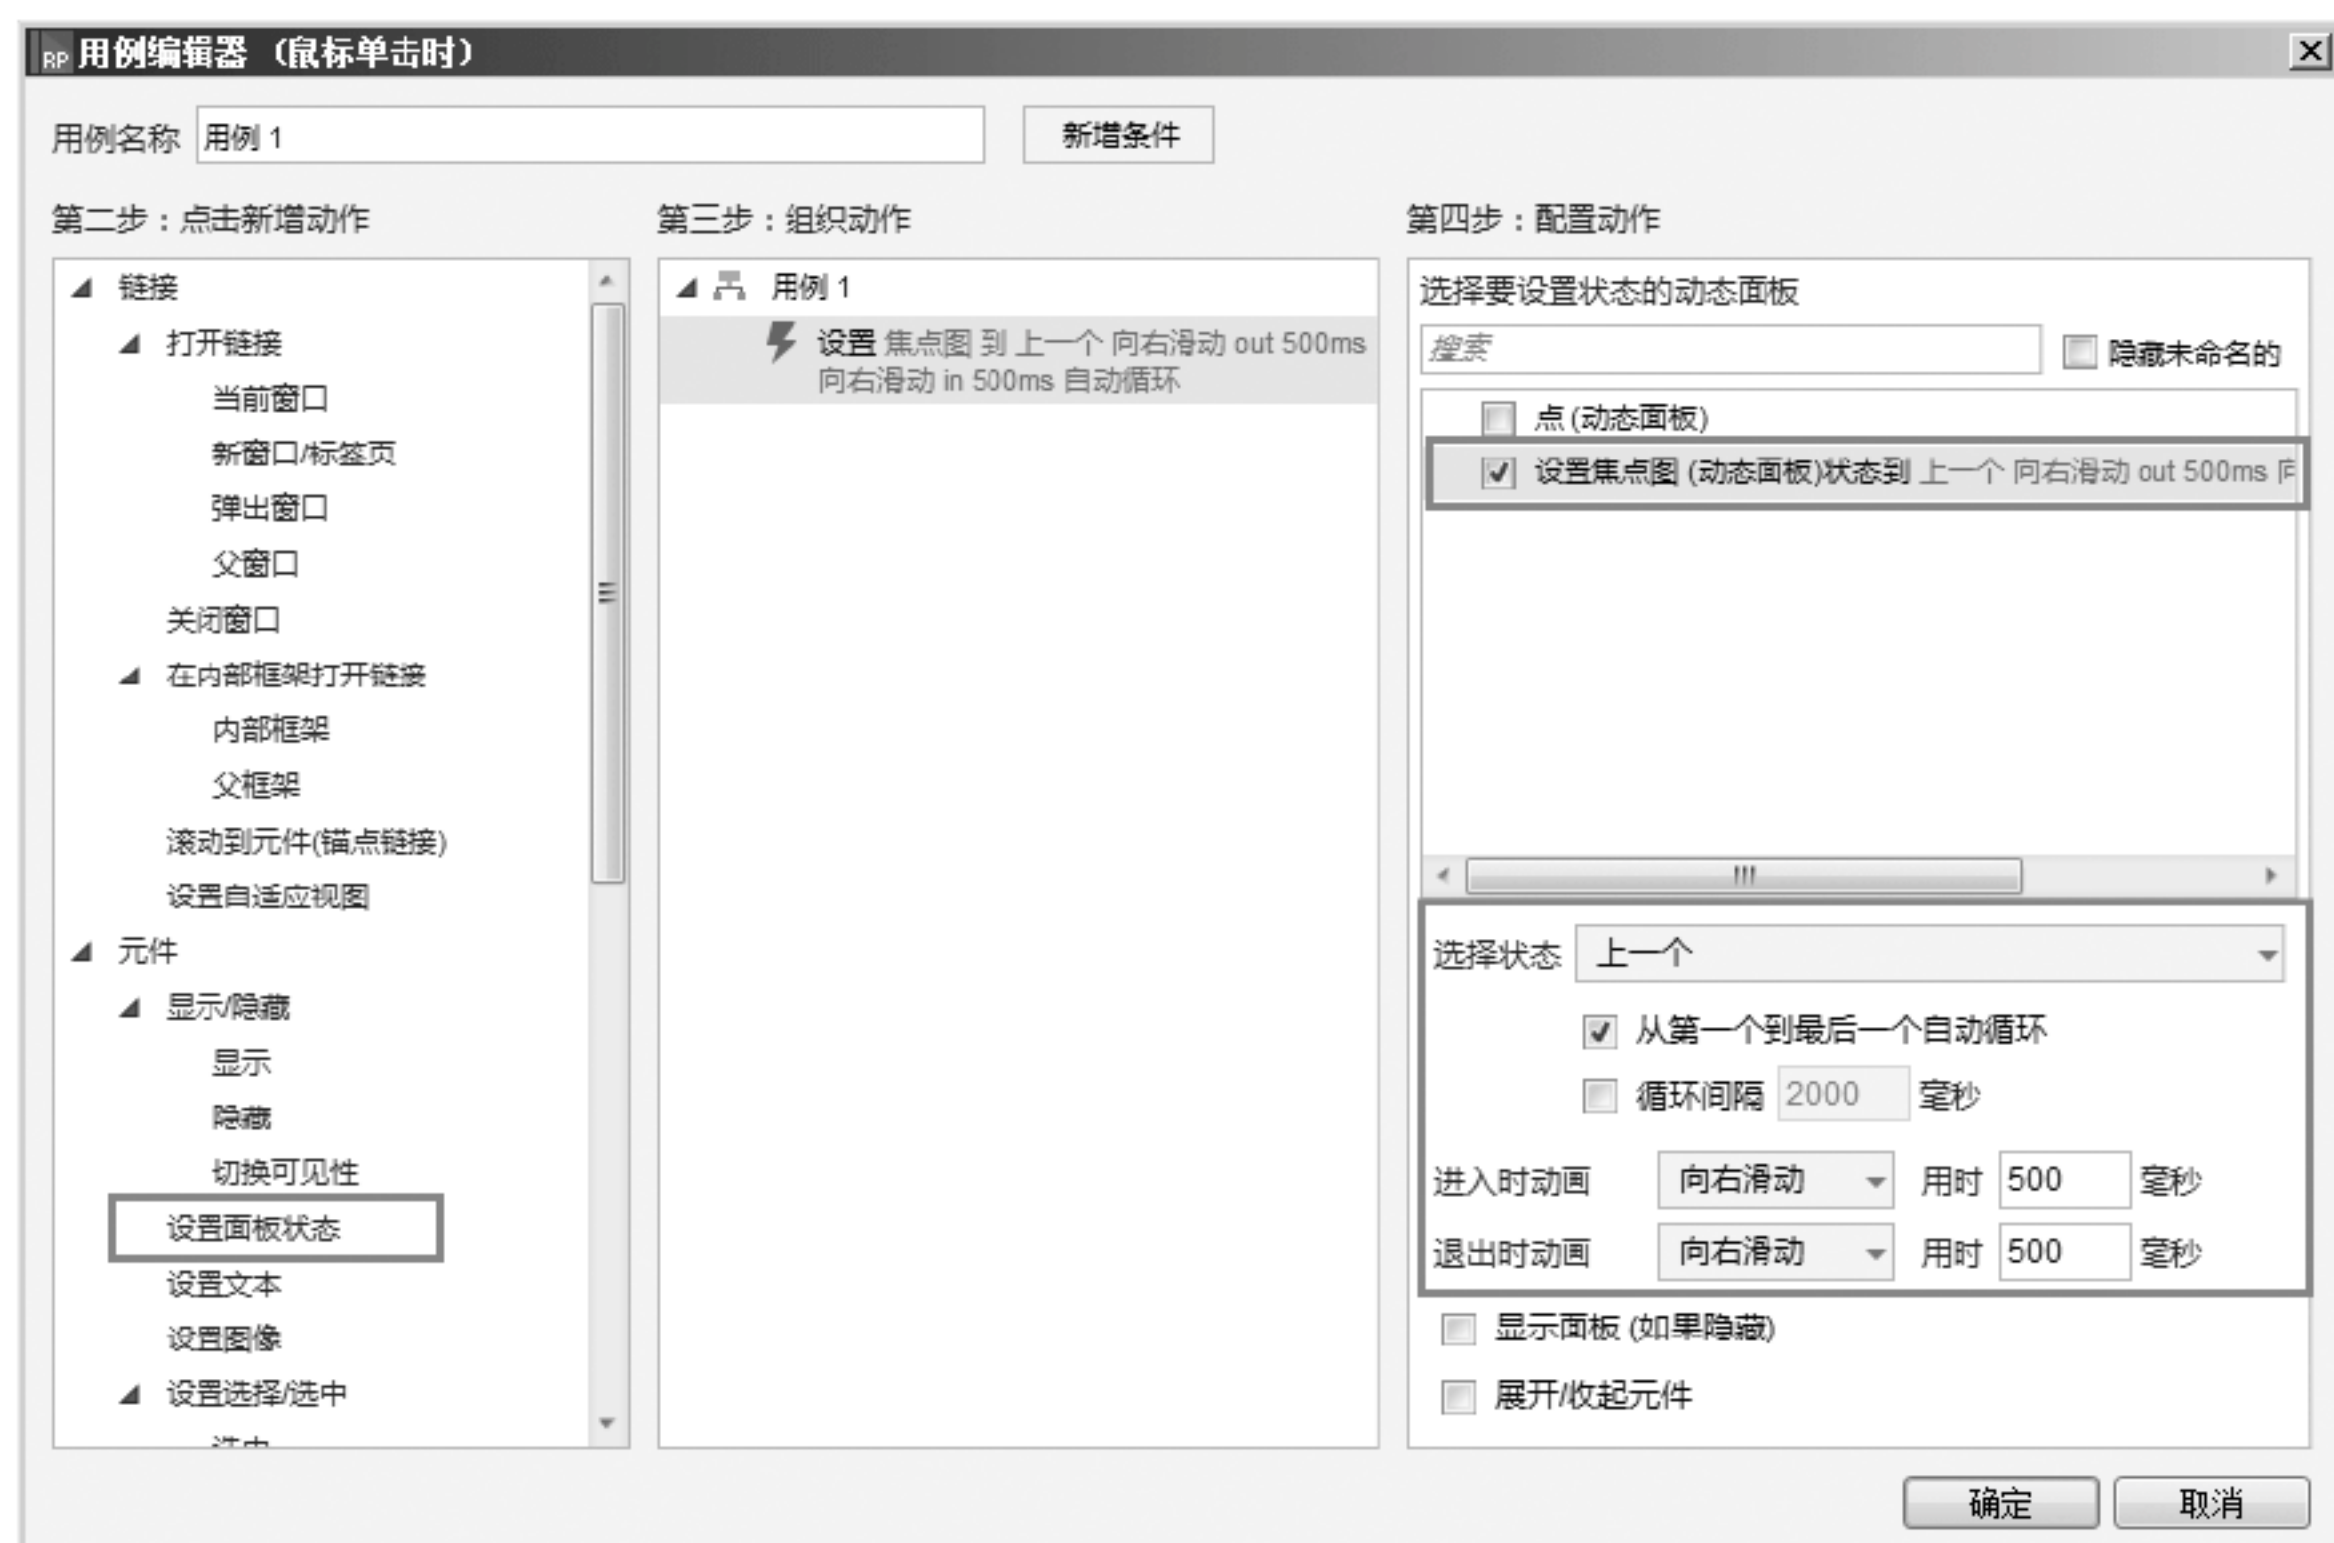 RP 用例编辑器 (鼠标单击时)
用例名称 用例 1 新增条件
第二步：点击新增动作
链接
打开链接
当前窗口
新窗口/标签页
弹出窗口
父窗口
关闭窗口
在内部框架打开链接
内部框架
父框架
滚动到元件(锚点链接)
设置自适应视图
元件
显示/隐藏
显示
隐藏
切换可见性
设置面板状态
设置文本
设置图像
设置选择/选中
第三步：组织动作
用例 1
设置 焦点图 到 上一个 向右滑动 out 500ms
向右滑动 in 500ms 自动循环
第四步：配置动作
选择要设置状态的动态面板
搜索 隐藏未命名的
点 (动态面板)
设置焦点图 (动态面板)状态到 上一个 向右滑动 out 500ms
选择状态 上一个
从第一个到最后一个自动循环
循环间隔 2000 毫秒
进入时动画 向右滑动 用时 500 毫秒
退出时动画 向右滑动 用时 500 毫秒
显示面板 (如果隐藏)
展开/收起元件
确定 取消